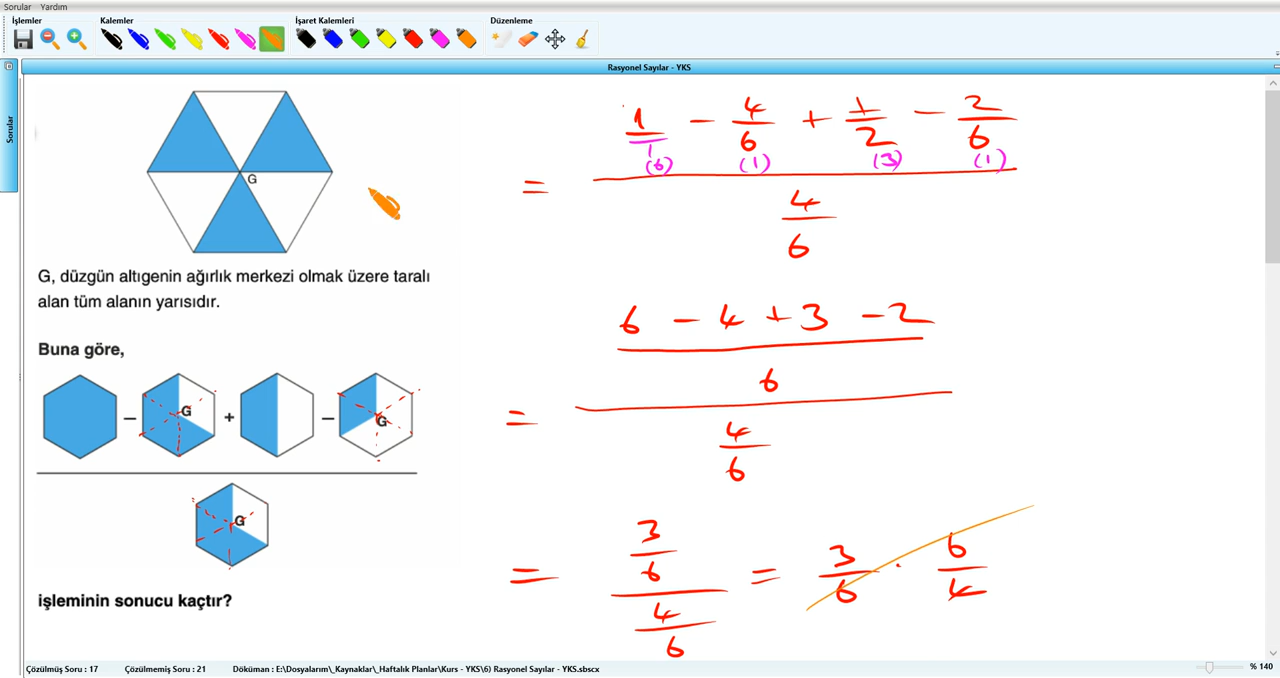 Sorular Yardım
İşlemler Kalemler İşaret Kalemleri Düzenleme
Rasyonel Sayılar - YKS
Sorular
G
G, düzgün altıgenin ağırlık merkezi olmak üzere taralı
alan tüm alanın yarısıdır.
Buna göre,
− G + − G
G
işleminin sonucu kaçtır?
1/1 − 4/6 + 1/2 − 2/6
(6) (1) (3) (1)
=
4/6
6 − 4 + 3 − 2
6
=
4/6
= 3/6 = 3/6 · 6/4
4/6
Çözülmüş Soru : 17 Çözülmemiş Soru : 21 Döküman : E:\Dosyalarım\_Kaynaklar\_Haftalık Planlar\Kurs - YKS\6) Rasyonel Sayılar - YKS.sbscx % 140